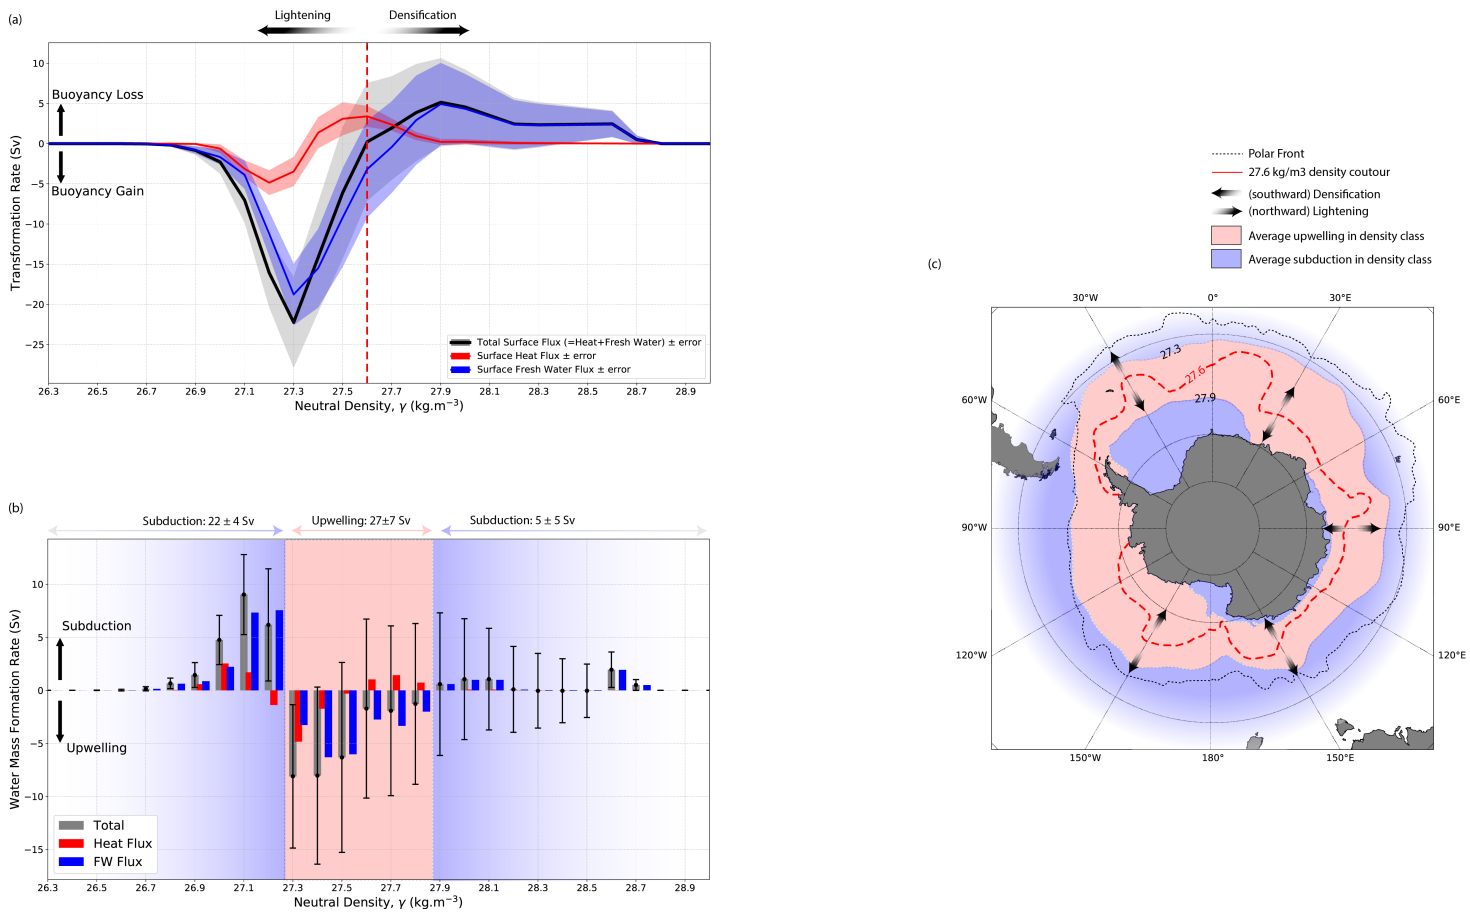 (a)
Lightening
Densification
Buoyancy Loss
Buoyancy Gain
Transformation Rate (Sv)
10
5
0
−5
−10
−15
−20
−25
Total Surface Flux (=Heat+Fresh Water) ± error
Surface Heat Flux ± error
Surface Fresh Water Flux ± error
26.3 26.5 26.7 26.9 27.1 27.3 27.5 27.7 27.9 28.1 28.3 28.5 28.7 28.9
Neutral Density, γ (kg.m⁻³)
(b)
Subduction: 22 ± 4 Sv
Upwelling: 27±7 Sv
Subduction: 5 ± 5 Sv
Subduction
Upwelling
Water Mass Formation Rate (Sv)
10
5
0
−5
−10
−15
Total
Heat Flux
FW Flux
26.3 26.5 26.7 26.9 27.1 27.3 27.5 27.7 27.9 28.1 28.3 28.5 28.7 28.9
Neutral Density, γ (kg.m⁻³)
(c)
Polar Front
27.6 kg/m3 density coutour
(southward) Densification
(northward) Lightening
Average upwelling in density class
Average subduction in density class
30°W 0° 30°E
27.3
27.6
27.9
60°W 60°E
90°W 90°E
120°W 120°E
150°W 180° 150°E